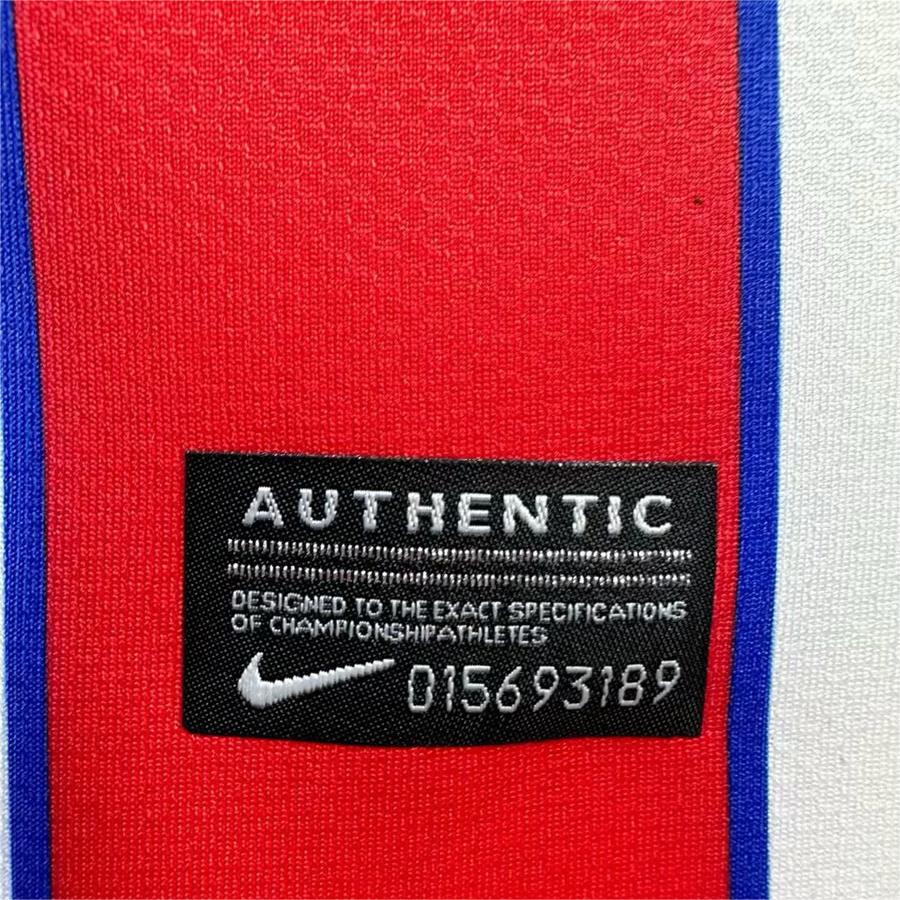 AUTHENTIC
DESIGNED TO THE EXACT SPECIFICATIONS
OF CHAMPIONSHIPATHLETES
015693189